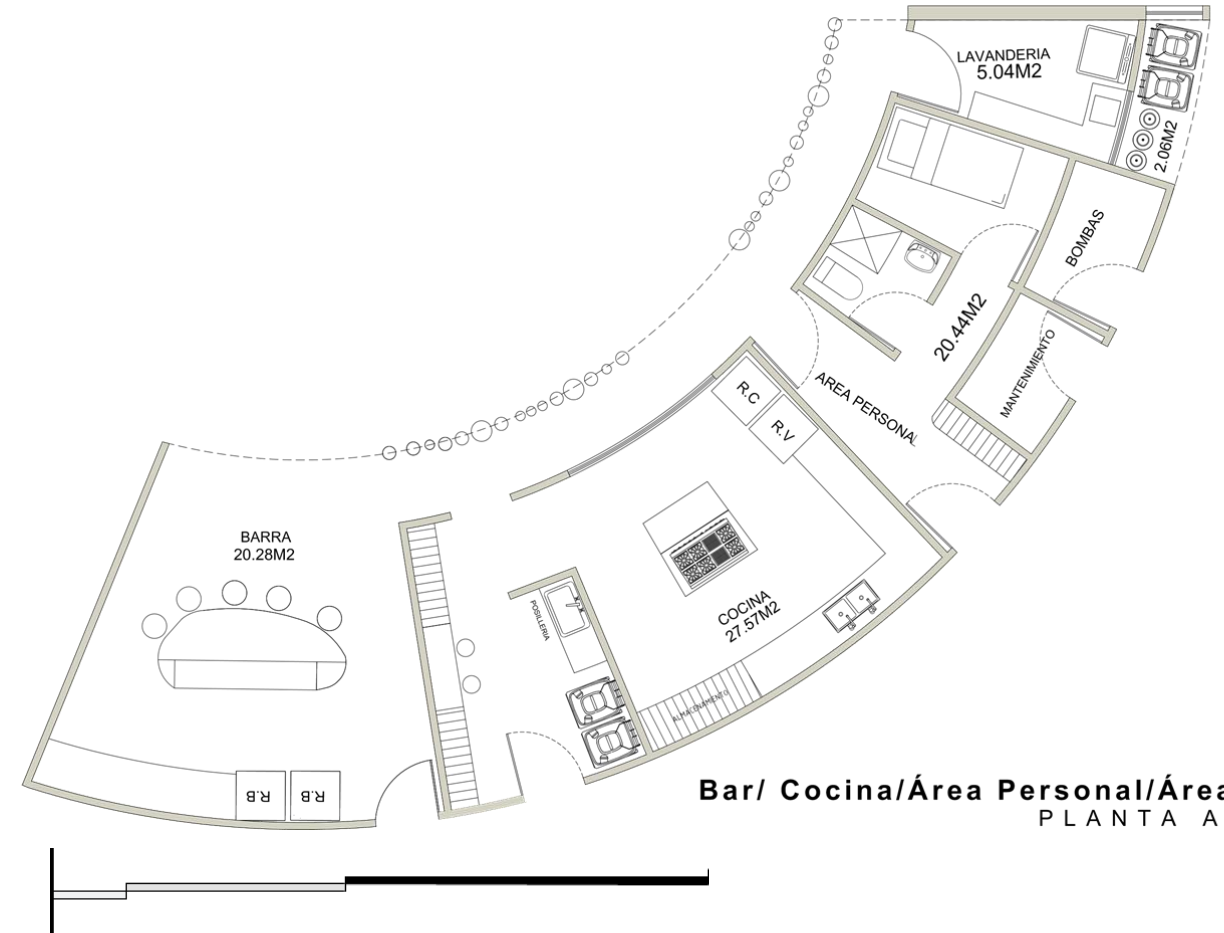 LAVANDERIA
5.04M2
2.06M2
BOMBAS
20.44M2
MANTENIMIENTO
AREA PERSONAL
R.C
R.V
BARRA
20.28M2
POSILLERIA
COCINA
27.57M2
ALMACENAMIENTO
R.B
R.B
Bar/ Cocina/Área Personal/Área
PLANTA A